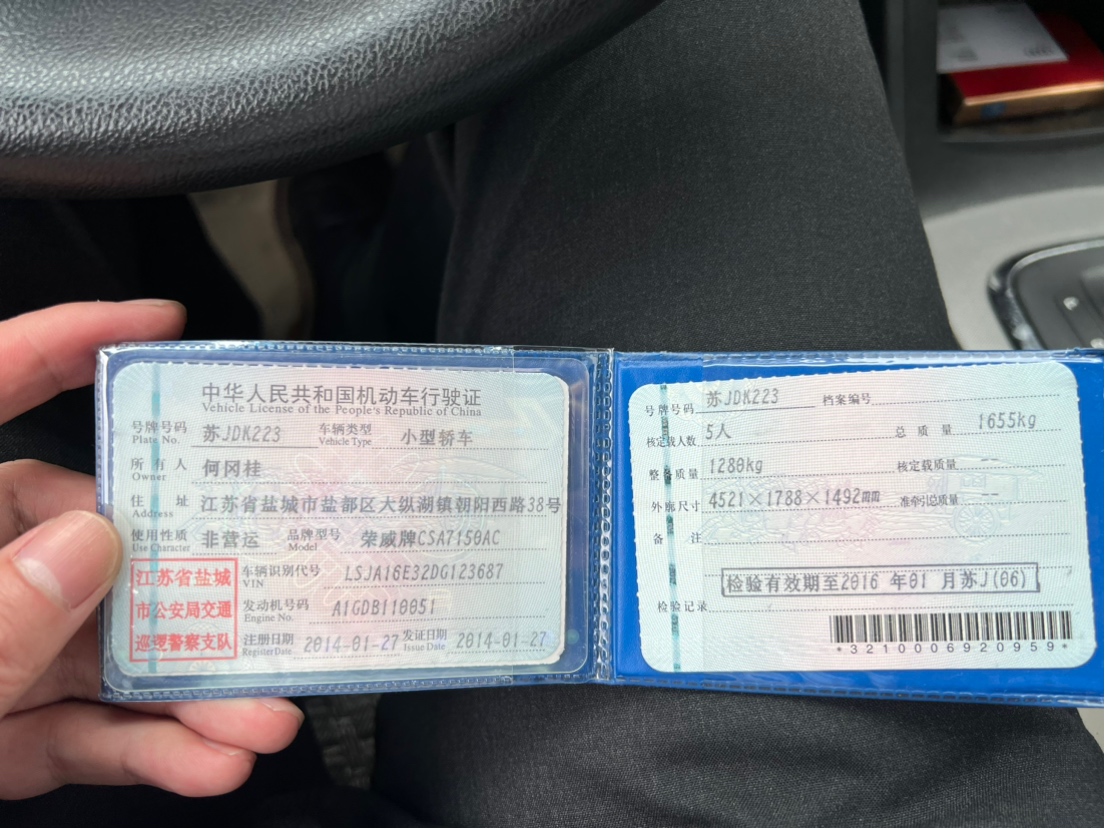 中华人民共和国机动车行驶证
Vehicle License of the People's Republic of China
号牌号码 苏JDK223 车辆类型 小型轿车
Plate No. Vehicle Type
所有人 何冈桂
Owner
住址 江苏省盐城市盐都区大纵湖镇朝阳西路38号
Address
使用性质 非营运 品牌型号 荣威牌CSA7150AC
Use Character Model
江苏省盐城
市公安局交通
巡逻警察支队
车辆识别代号 LSJA16E32DG123687
VIN
发动机号码 A1GDB110051
Engine No.
注册日期 2014-01-27 发证日期 2014-01-27
Register Date Issue Date
号牌号码 苏JDK223 档案编号
核定载人数 5人 总质量 1655kg
整备质量 1280kg 核定载质量 --
外廓尺寸 4521×1788×1492mm 准牵引总质量 --
备注
检验有效期至2016 年01 月苏J(06)
检验记录
*3210006920959*